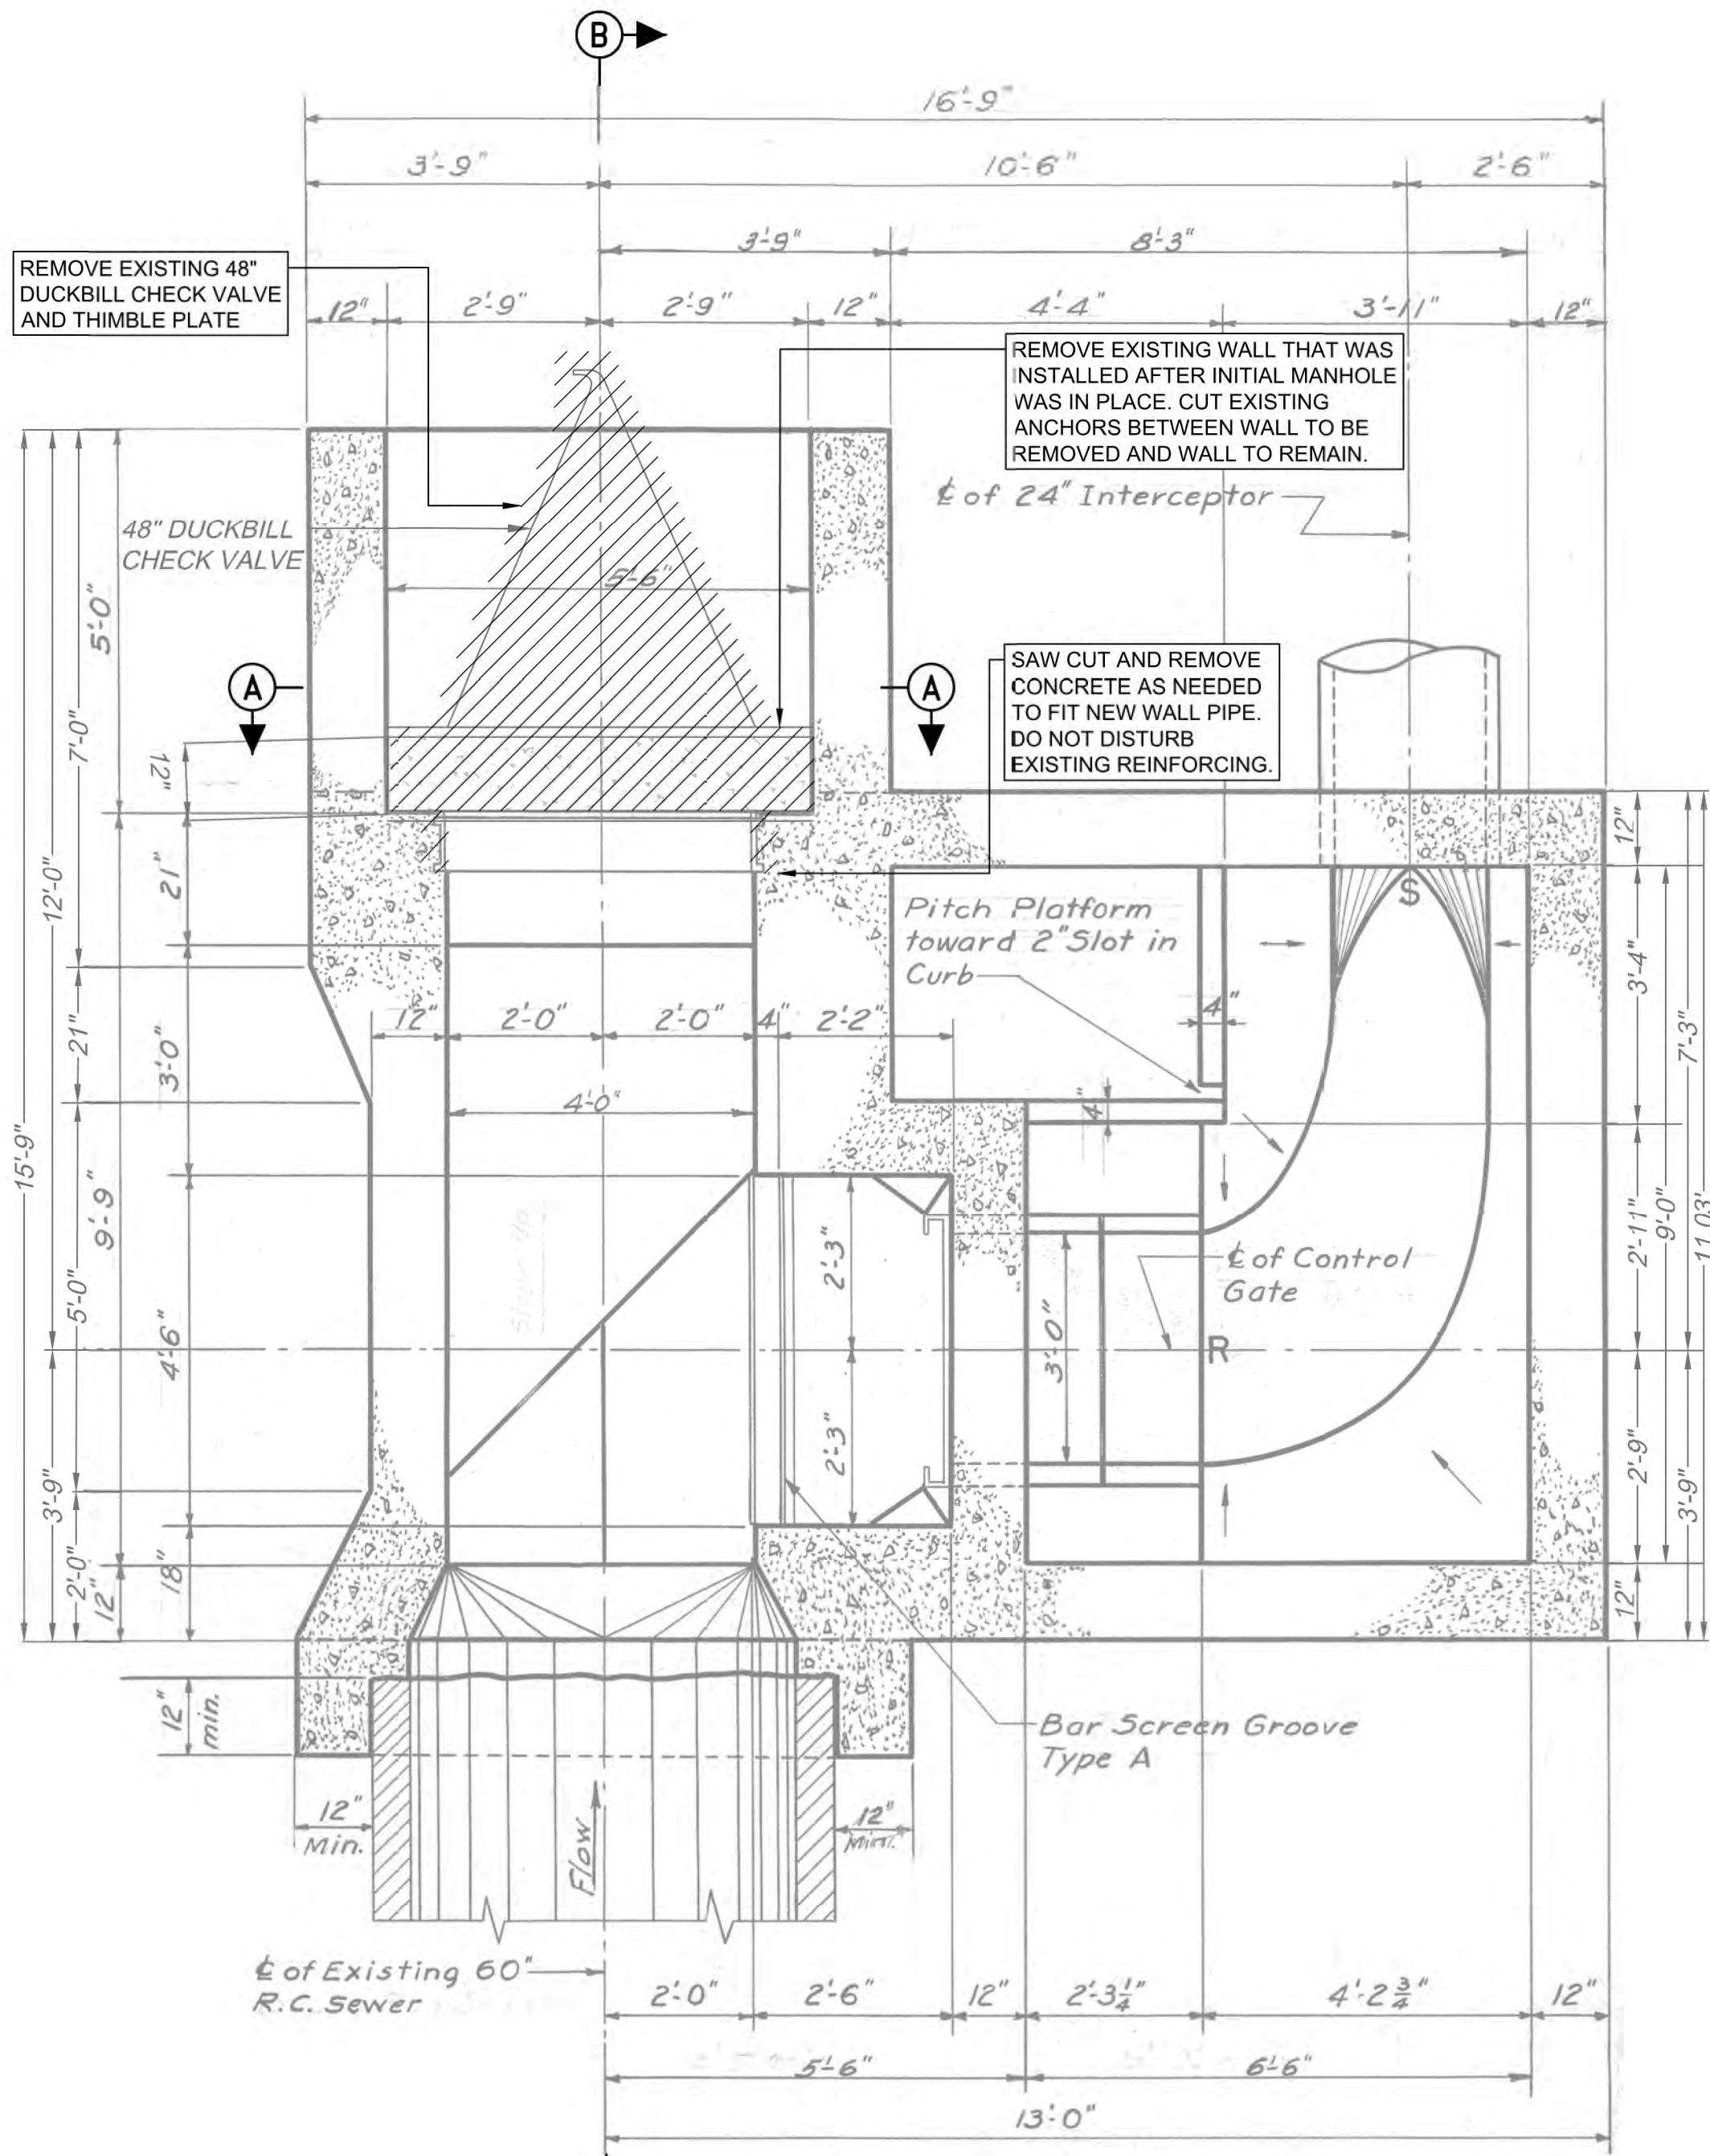 B
16'-9"
3'-9"
10'-6"
2'-6"
3'-9"
8'-3"
REMOVE EXISTING 48"
DUCKBILL CHECK VALVE
AND THIMBLE PLATE
12"
2'-9"
2'-9"
12"
4'-4"
3'-11"
12"
REMOVE EXISTING WALL THAT WAS
INSTALLED AFTER INITIAL MANHOLE
WAS IN PLACE. CUT EXISTING
ANCHORS BETWEEN WALL TO BE
REMOVED AND WALL TO REMAIN.
℄ of 24" Interceptor
48" DUCKBILL
CHECK VALVE
5'-6"
5'-0"
SAW CUT AND REMOVE
CONCRETE AS NEEDED
TO FIT NEW WALL PIPE.
DO NOT DISTURB
EXISTING REINFORCING.
A
A
7'-0"
12"
12"
12'-0"
21"
S
Pitch Platform
toward 2" Slot in
Curb
3'-4"
12"
2'-0"
2'-0"
4"
2'-2"
4"
21"
3'-0"
7'-3"
4'-0"
4"
15'-9"
9'-9"
2'-3"
℄ of Control
Gate
2'-11"
9'-0"
11.03'
5'-0"
4'-6"
3'-0"
R
2'-3"
2'-9"
3'-9"
3'-9"
2'-0"
12"
18"
12"
12"
min.
Bar Screen Groove
Type A
12"
Min.
Flow
12"
Min.
℄ of Existing 60"
R.C. Sewer
2'-0"
2'-6"
12"
2'-3¼"
4'-2¾"
12"
5'-6"
6'-6"
13'-0"